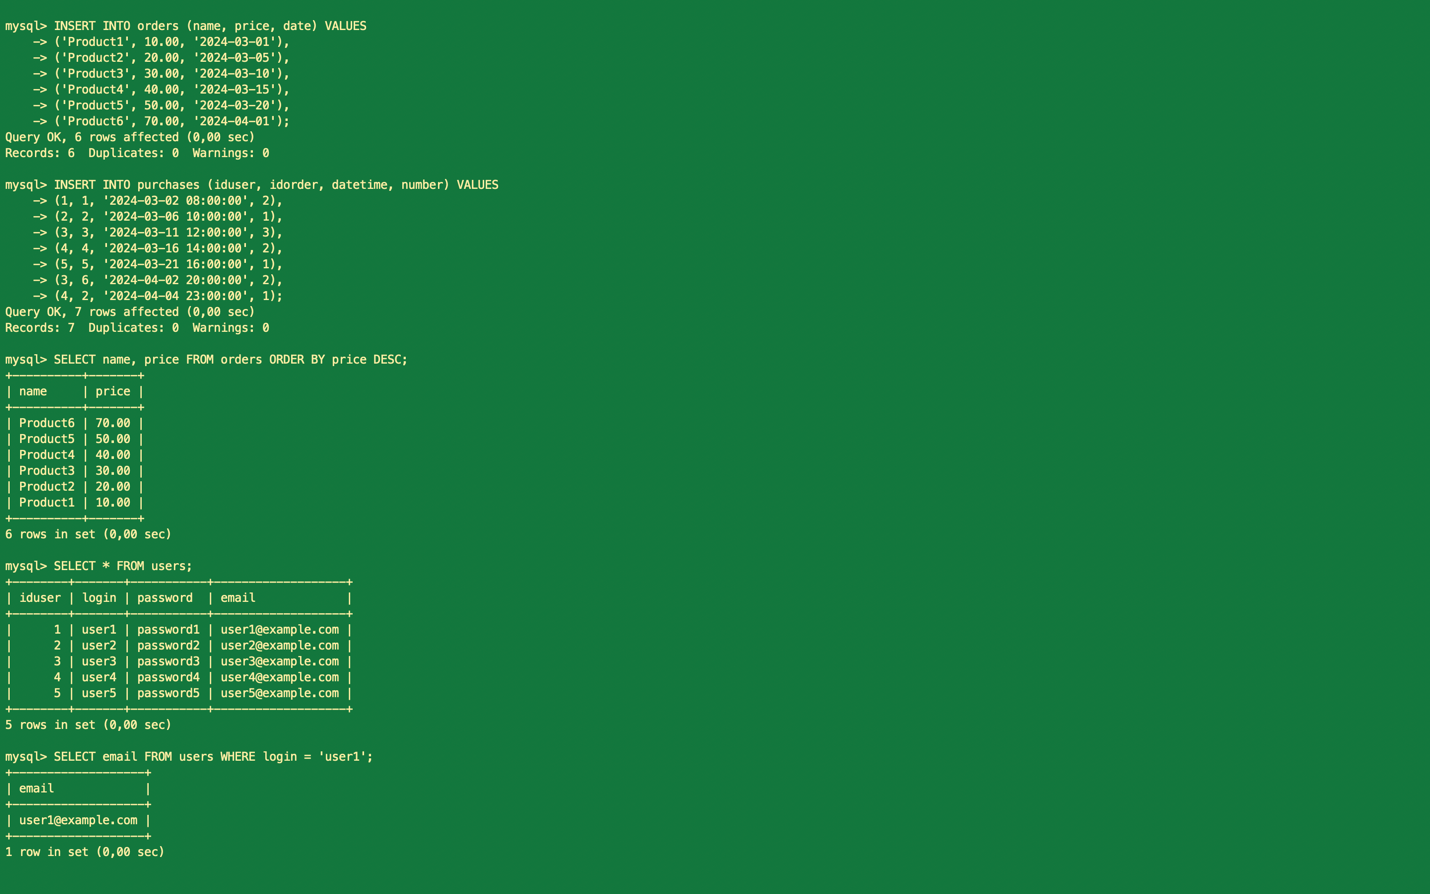 mysql> INSERT INTO orders (name, price, date) VALUES
    -> ('Product1', 10.00, '2024-03-01'),
    -> ('Product2', 20.00, '2024-03-05'),
    -> ('Product3', 30.00, '2024-03-10'),
    -> ('Product4', 40.00, '2024-03-15'),
    -> ('Product5', 50.00, '2024-03-20'),
    -> ('Product6', 70.00, '2024-04-01');
Query OK, 6 rows affected (0,00 sec)
Records: 6  Duplicates: 0  Warnings: 0

mysql> INSERT INTO purchases (iduser, idorder, datetime, number) VALUES
    -> (1, 1, '2024-03-02 08:00:00', 2),
    -> (2, 2, '2024-03-06 10:00:00', 1),
    -> (3, 3, '2024-03-11 12:00:00', 3),
    -> (4, 4, '2024-03-16 14:00:00', 2),
    -> (5, 5, '2024-03-21 16:00:00', 1),
    -> (3, 6, '2024-04-02 20:00:00', 2),
    -> (4, 2, '2024-04-04 23:00:00', 1);
Query OK, 7 rows affected (0,00 sec)
Records: 7  Duplicates: 0  Warnings: 0

mysql> SELECT name, price FROM orders ORDER BY price DESC;
+----------+-------+
| name     | price |
+----------+-------+
| Product6 | 70.00 |
| Product5 | 50.00 |
| Product4 | 40.00 |
| Product3 | 30.00 |
| Product2 | 20.00 |
| Product1 | 10.00 |
+----------+-------+
6 rows in set (0,00 sec)

mysql> SELECT * FROM users;
+--------+-------+-----------+-------------------+
| iduser | login | password  | email             |
+--------+-------+-----------+-------------------+
|      1 | user1 | password1 | user1@example.com |
|      2 | user2 | password2 | user2@example.com |
|      3 | user3 | password3 | user3@example.com |
|      4 | user4 | password4 | user4@example.com |
|      5 | user5 | password5 | user5@example.com |
+--------+-------+-----------+-------------------+
5 rows in set (0,00 sec)

mysql> SELECT email FROM users WHERE login = 'user1';
+-------------------+
| email             |
+-------------------+
| user1@example.com |
+-------------------+
1 row in set (0,00 sec)